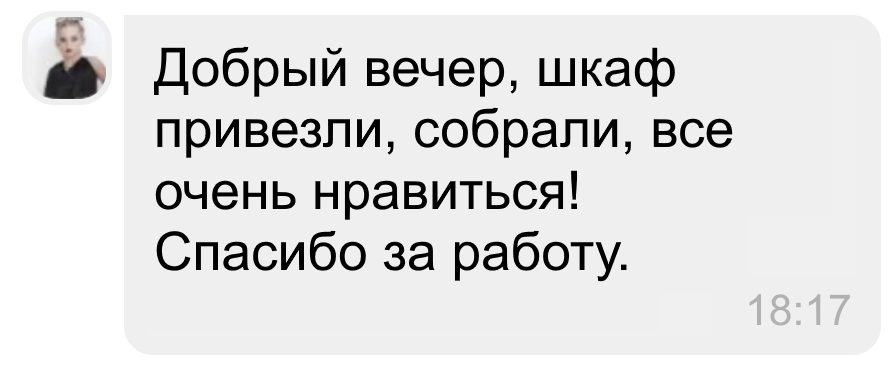 Добрый вечер, шкаф
привезли, собрали, все
очень нравиться!
Спасибо за работу.
18:17